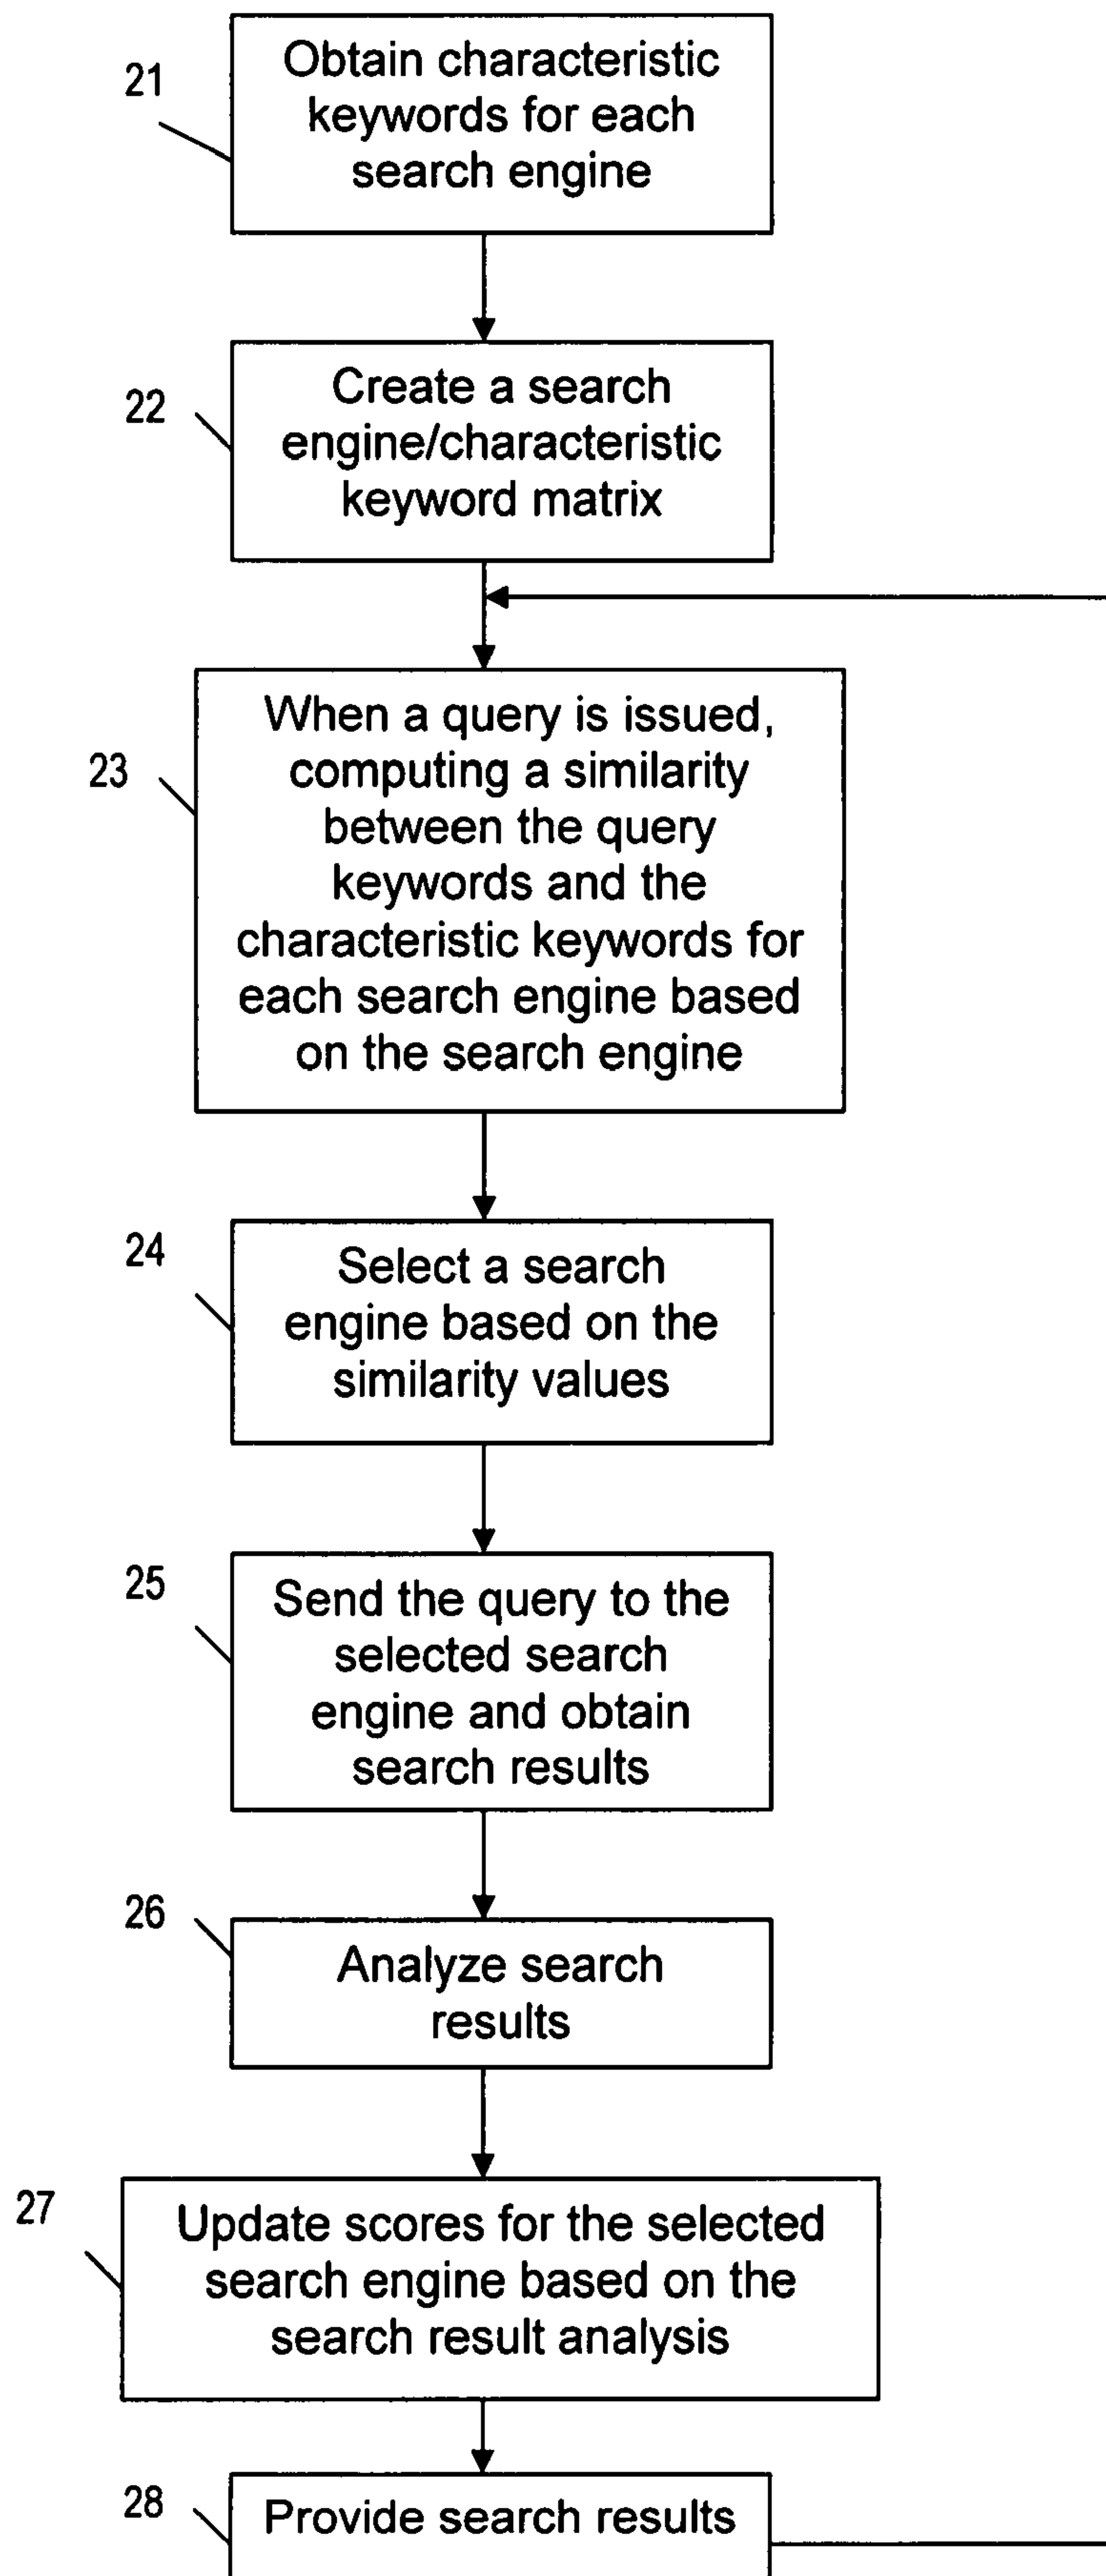 21
Obtain characteristic
keywords for each
search engine
22
Create a search
engine/characteristic
keyword matrix
23
When a query is issued,
computing a similarity
between the query
keywords and the
characteristic keywords for
each search engine based
on the search engine
24
Select a search
engine based on the
similarity values
25
Send the query to the
selected search
engine and obtain
search results
26
Analyze search
results
27
Update scores for the selected
search engine based on the
search result analysis
28
Provide search results